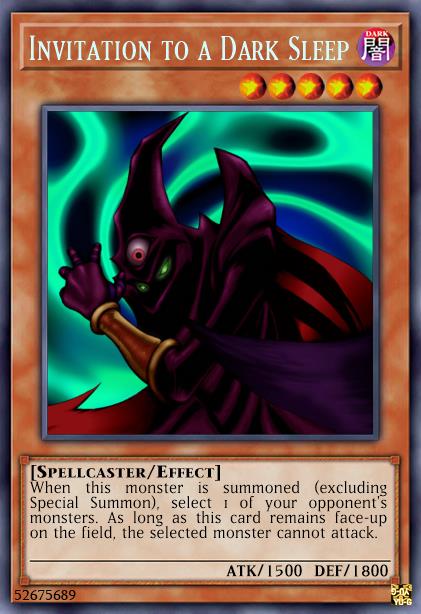 Invitation to a Dark Sleep
DARK
闇
[Spellcaster/Effect]
When this monster is summoned (excluding
Special Summon), select 1 of your opponent's
monsters. As long as this card remains face-up
on the field, the selected monster cannot attack.
ATK/1500 DEF/1800
52675689